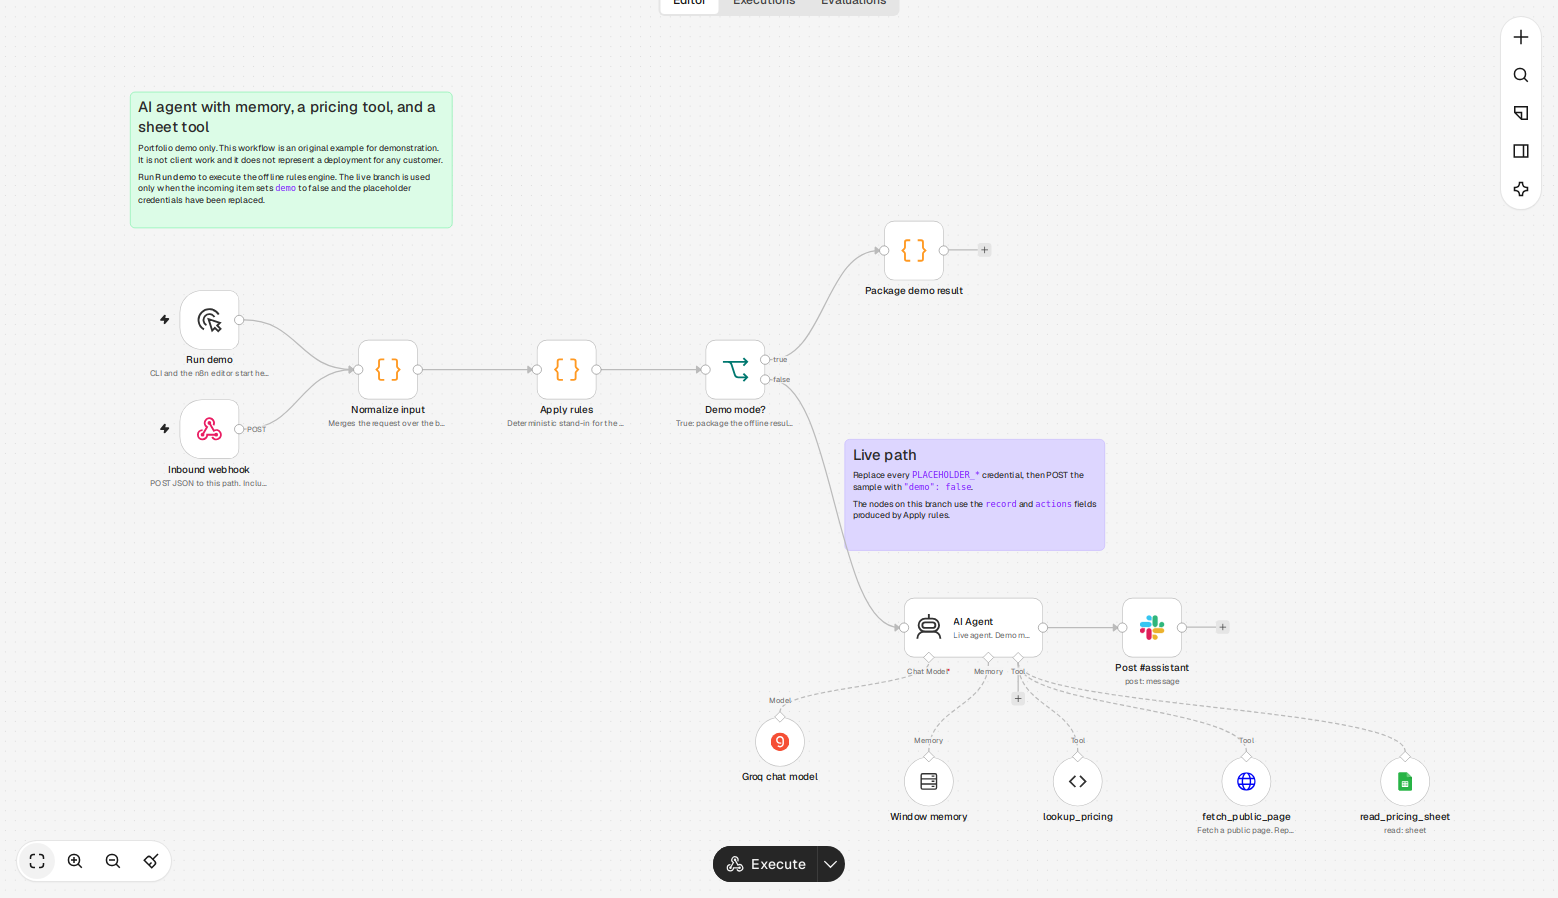 Editor
Executions
Evaluations
AI agent with memory, a pricing tool, and a
sheet tool
Portfolio demo only. This workflow is an original example for demonstration.
It is not client work and it does not represent a deployment for any customer.
Run Run demo to execute the offline rules engine. The live branch is used
only when the incoming item sets demo to false and the placeholder
credentials have been replaced.
Package demo result
Run demo
CLI and the n8n editor start he...
POST
Inbound webhook
POST JSON to this path. Inclu...
Normalize input
Merges the request over the b...
Apply rules
Deterministic stand-in for the ...
true
false
Demo mode?
True: package the offline resul...
Live path
Replace every PLACEHOLDER_* credential, then POST the
sample with "demo": false.
The nodes on this branch use the record and actions fields
produced by Apply rules.
AI Agent
Live agent. Demo m...
Chat Model*
Memory
Tool
Post #assistant
post: message
Model
Groq chat model
Memory
Window memory
Tool
lookup_pricing
Tool
fetch_public_page
Fetch a public page. Rep...
read_pricing_sheet
read: sheet
Execute